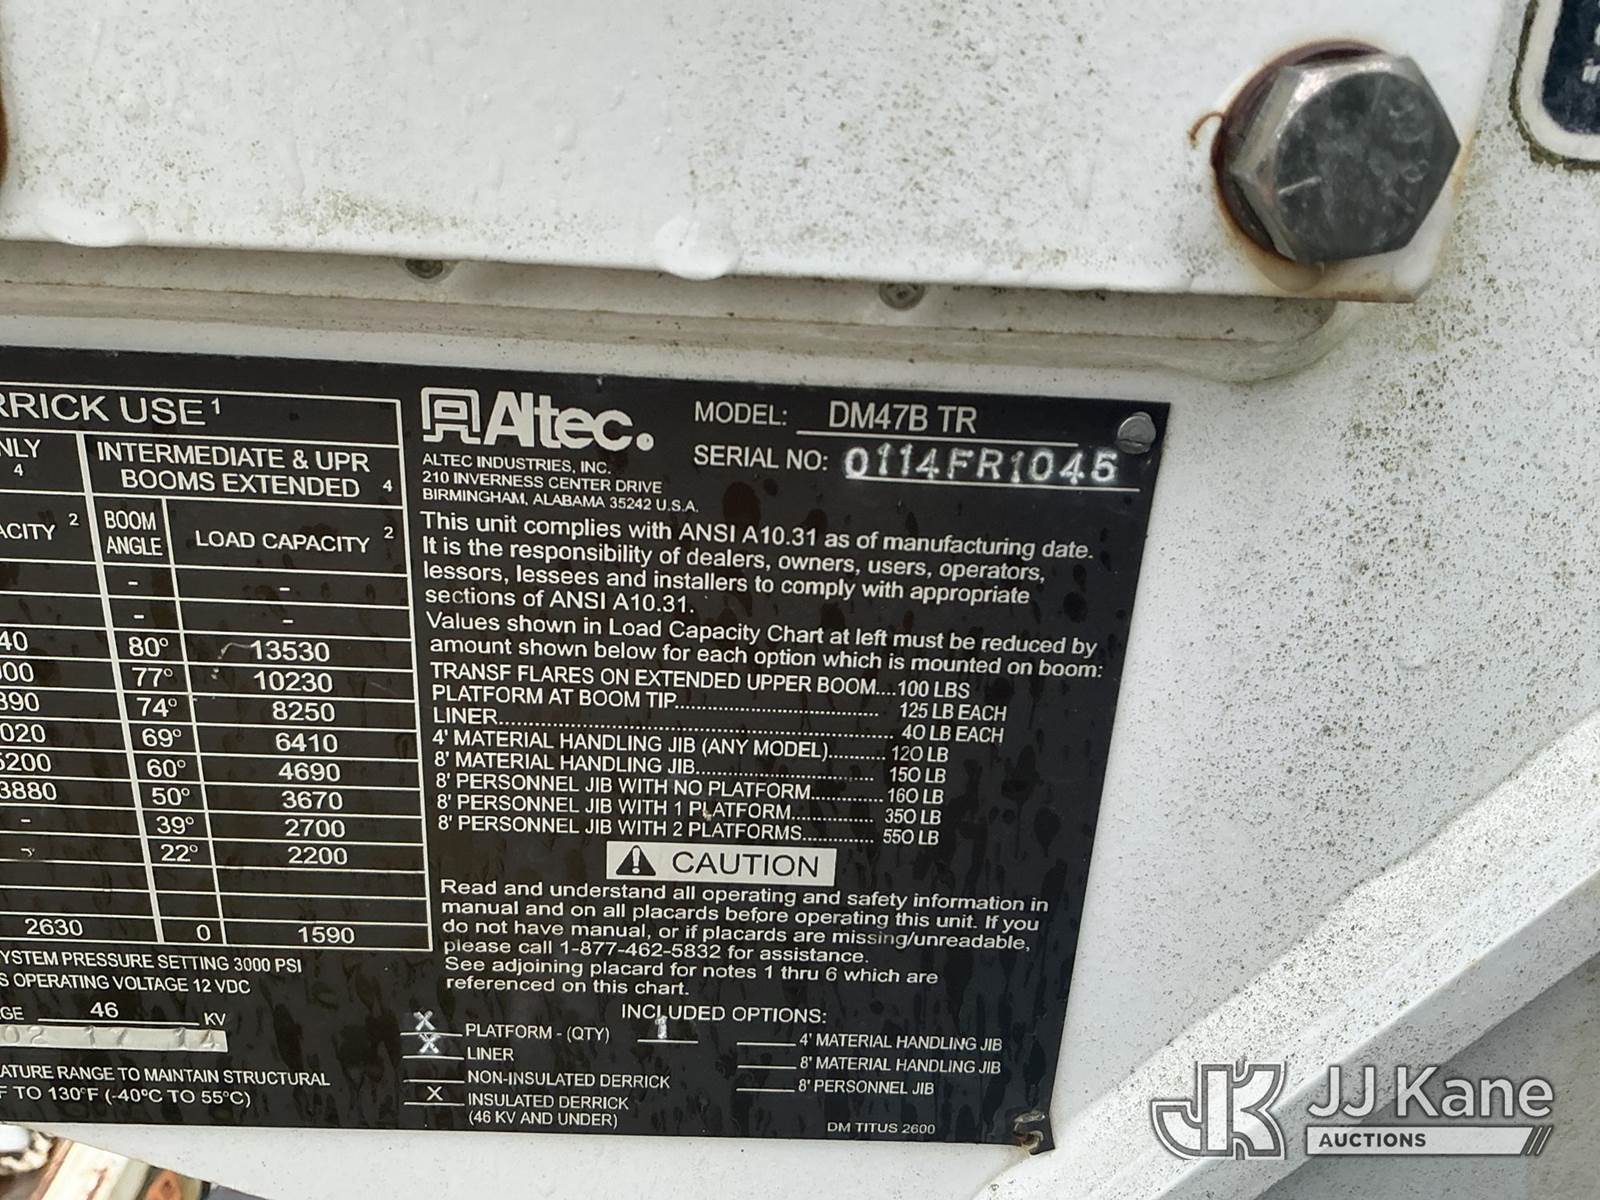 RRICK USE 1
NLY
4
INTERMEDIATE & UPR
BOOMS EXTENDED 4
ACITY 2
BOOM
ANGLE
LOAD CAPACITY 2
- -
- -
40 80° 13530
00 77° 10230
390 74° 8250
020 69° 6410
5200 60° 4690
3880 50° 3670
- 39° 2700
22° 2200
2630 0 1590
YSTEM PRESSURE SETTING 3000 PSI
S OPERATING VOLTAGE 12 VDC
GE 46 KV
02 17 14
ATURE RANGE TO MAINTAIN STRUCTURAL
F TO 130°F (-40°C TO 55°C)
Altec.
ALTEC INDUSTRIES, INC.
210 INVERNESS CENTER DRIVE
BIRMINGHAM, ALABAMA 35242 U.S.A.
MODEL: DM47B TR
SERIAL NO: 0114FR1045
This unit complies with ANSI A10.31 as of manufacturing date.
It is the responsibility of dealers, owners, users, operators,
lessors, lessees and installers to comply with appropriate
sections of ANSI A10.31.
Values shown in Load Capacity Chart at left must be reduced by
amount shown below for each option which is mounted on boom:
TRANSF FLARES ON EXTENDED UPPER BOOM....100 LBS
PLATFORM AT BOOM TIP.................................. 125 LB EACH
LINER.................................................................. 40 LB EACH
4' MATERIAL HANDLING JIB (ANY MODEL).......... 120 LB
8' MATERIAL HANDLING JIB.............................. 150 LB
8' PERSONNEL JIB WITH NO PLATFORM............. 160 LB
8' PERSONNEL JIB WITH 1 PLATFORM............... 350 LB
8' PERSONNEL JIB WITH 2 PLATFORMS............. 550 LB
CAUTION
Read and understand all operating and safety information in
manual and on all placards before operating this unit. If you
do not have manual, or if placards are missing/unreadable,
please call 1-877-462-5832 for assistance.
See adjoining placard for notes 1 thru 6 which are
referenced on this chart.
INCLUDED OPTIONS:
X PLATFORM - (QTY) 1
X LINER
NON-INSULATED DERRICK
X INSULATED DERRICK
(46 KV AND UNDER)
4' MATERIAL HANDLING JIB
8' MATERIAL HANDLING JIB
8' PERSONNEL JIB
DM TITUS 2600
JJ Kane
AUCTIONS